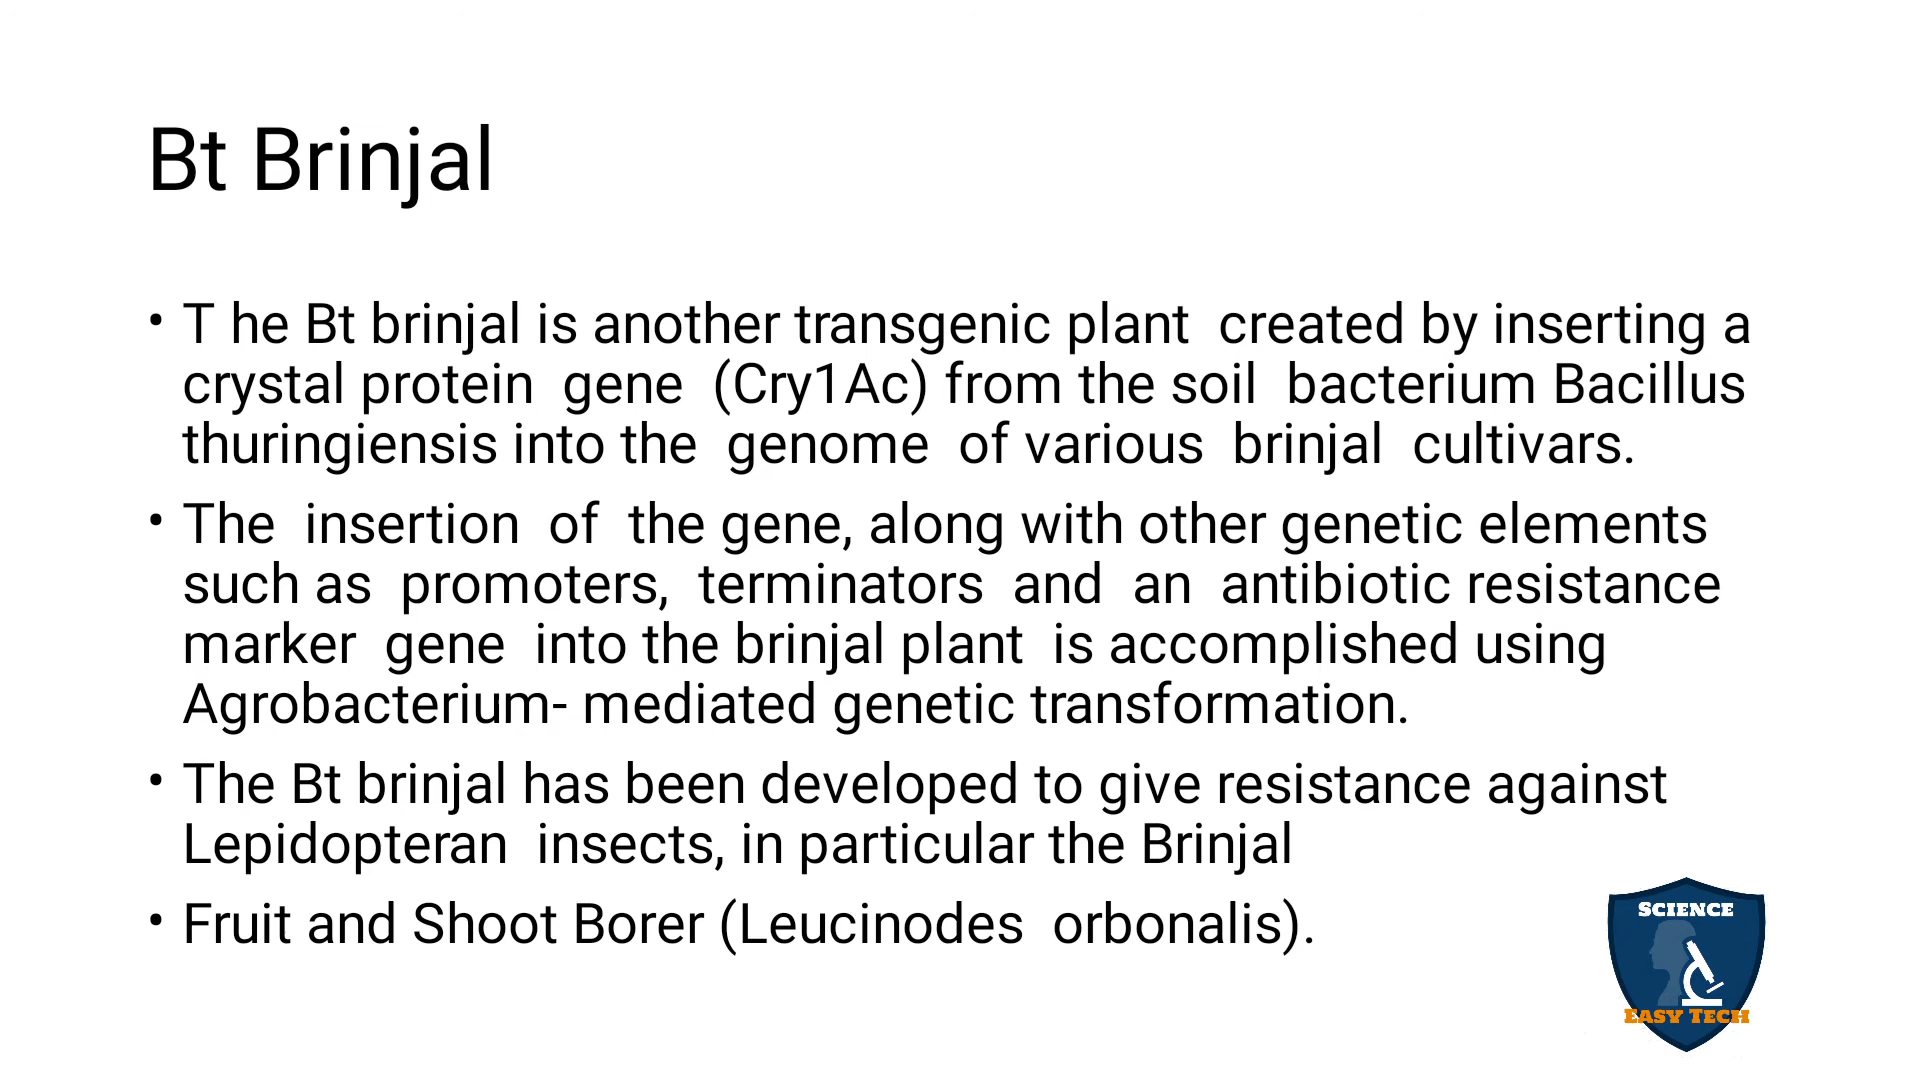 Bt Brinjal
• T he Bt brinjal is another transgenic plant  created by inserting a
crystal protein  gene  (Cry1Ac) from the soil  bacterium Bacillus
thuringiensis into the  genome  of various  brinjal  cultivars.
• The  insertion  of  the gene, along with other genetic elements
such as  promoters,  terminators  and  an  antibiotic resistance
marker  gene  into the brinjal plant  is accomplished using
Agrobacterium- mediated genetic transformation.
• The Bt brinjal has been developed to give resistance against
Lepidopteran  insects, in particular the Brinjal
• Fruit and Shoot Borer (Leucinodes  orbonalis).
SCIENCE
EASY TECH